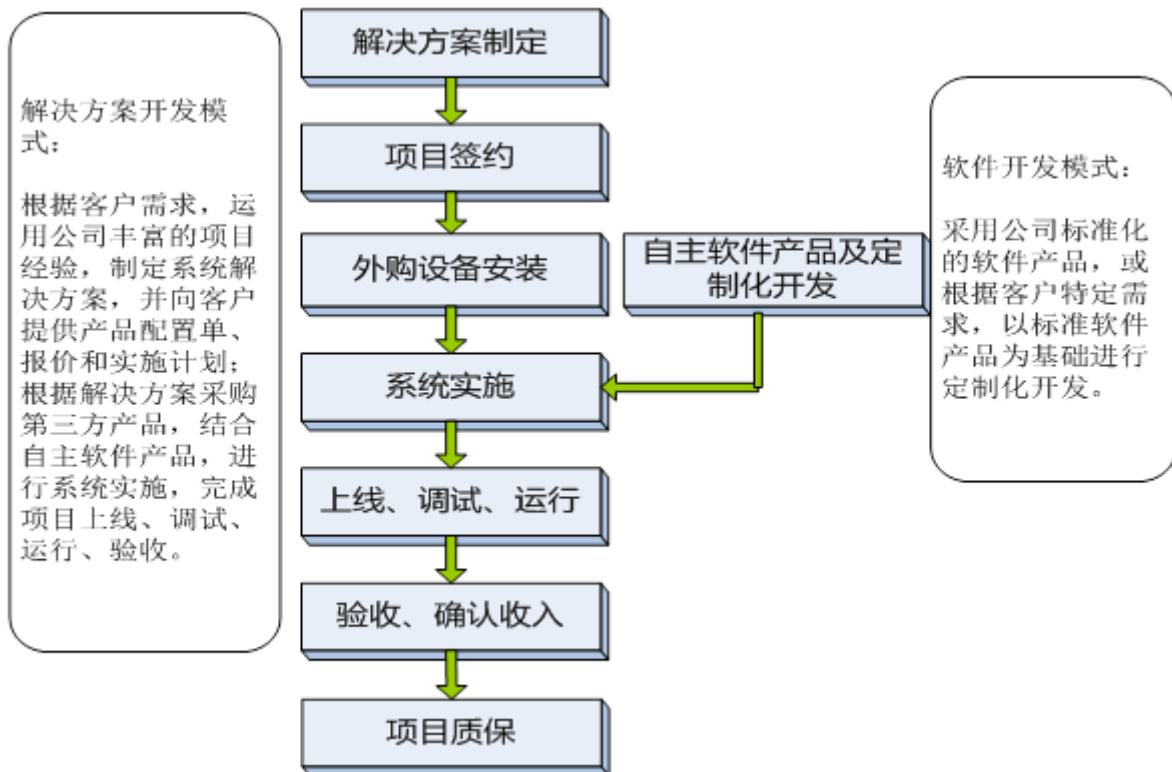 解决方案开发模
式：
根据客户需求，运
用公司丰富的项目
经验，制定系统解
决方案，并向客户
提供产品配置单、
报价和实施计划；
根据解决方案采购
第三方产品，结合
自主软件产品，进
行系统实施，完成
项目上线、调试、
运行、验收。
解决方案制定
项目签约
外购设备安装
系统实施
上线、调试、运行
验收、确认收入
项目质保
自主软件产品及定
制化开发
软件开发模式：
采用公司标准化
的软件产品，或
根据客户特定需
求，以标准软件
产品为基础进行
定制化开发。